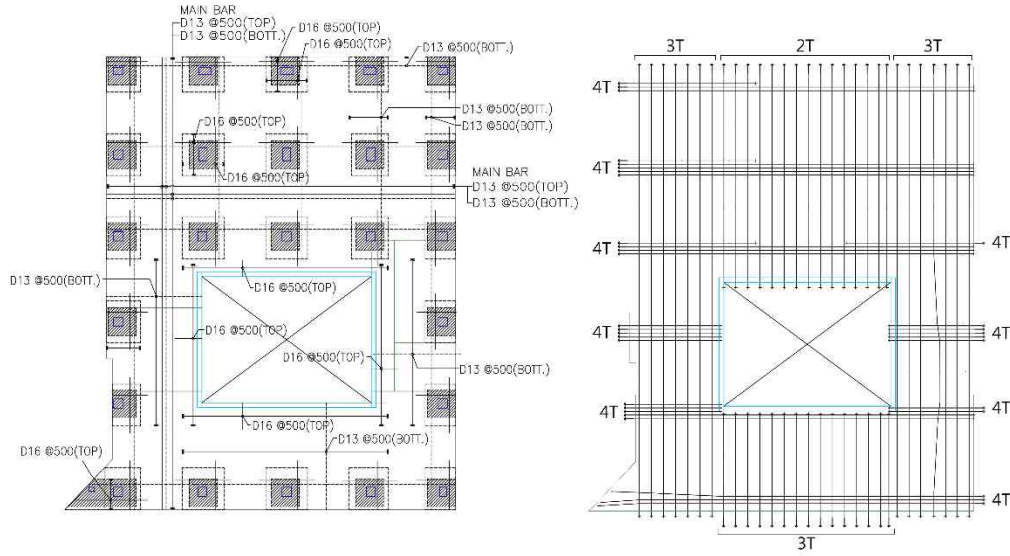 MAIN BAR
D13 @500(TOP)
D13 @500(BOTT.)
D16 @500(TOP)
D16 @500(TOP)
D13 @500(BOTT.)
D13 @500(BOTT.)
D13 @500(BOTT.)
D16 @500(TOP)
D16 @500(TOP)
MAIN BAR
D13 @500(TOP)
D13 @500(BOTT.)
D13 @500(BOTT.)
D16 @500(TOP)
D16 @500(TOP)
D16 @500(TOP)
D13 @500(BOTT.)
D16 @500(TOP)
D13 @500(BOTT.)
D16 @500(TOP)
3T
2T
3T
4T
4T
4T
4T
4T
4T
4T
4T
4T
3T